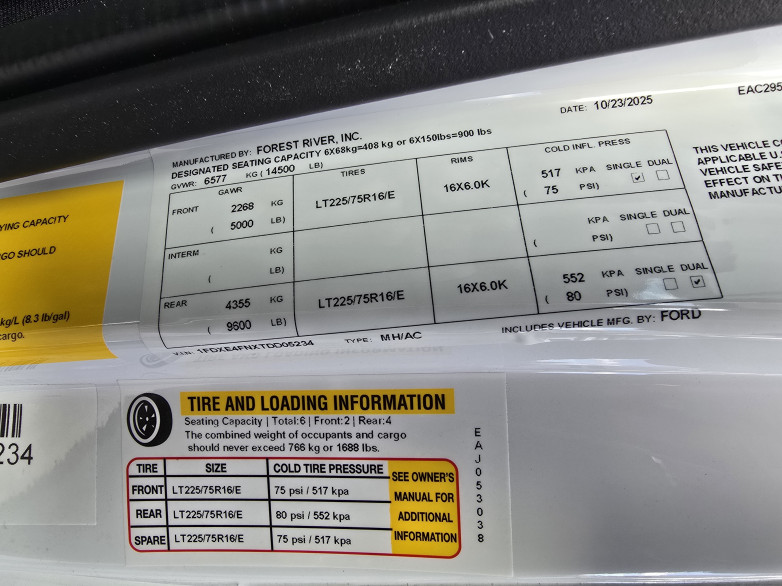 DATE: 10/23/2025
EAC295
MANUFACTURED BY: FOREST RIVER, INC.
DESIGNATED SEATING CAPACITY 6X68kg=408 kg or 6X150lbs=900 lbs
GVWR: 6577 KG ( 14500 LB)
GAWR TIRES RIMS COLD INFL. PRESS
FRONT 2268 KG LT225/75R16/E 16X6.0K 517 KPA SINGLE DUAL
( 5000 LB) ( 75 PSI)
INTERM KG KPA SINGLE DUAL
( LB) ( PSI)
REAR 4355 KG LT225/75R16/E 16X6.0K 552 KPA SINGLE DUAL
( 9600 LB) ( 80 PSI)
V.I.N. 1FDXE4FNXTDD05234 TYPE: MH/AC INCLUDES VEHICLE MFG. BY: FORD
THIS VEHICLE CO
APPLICABLE U.
VEHICLE SAFE
EFFECT ON TH
MANUFACTU
YING CAPACITY
RGO SHOULD
kg/L (8.3 lb/gal)
cargo.
234
TIRE AND LOADING INFORMATION
Seating Capacity | Total:6 | Front:2 | Rear:4
The combined weight of occupants and cargo
should never exceed 766 kg or 1688 lbs.
TIRE SIZE COLD TIRE PRESSURE
FRONT LT225/75R16/E 75 psi / 517 kpa
REAR LT225/75R16/E 80 psi / 552 kpa
SPARE LT225/75R16/E 75 psi / 517 kpa
SEE OWNER'S
MANUAL FOR
ADDITIONAL
INFORMATION
EAJ053038